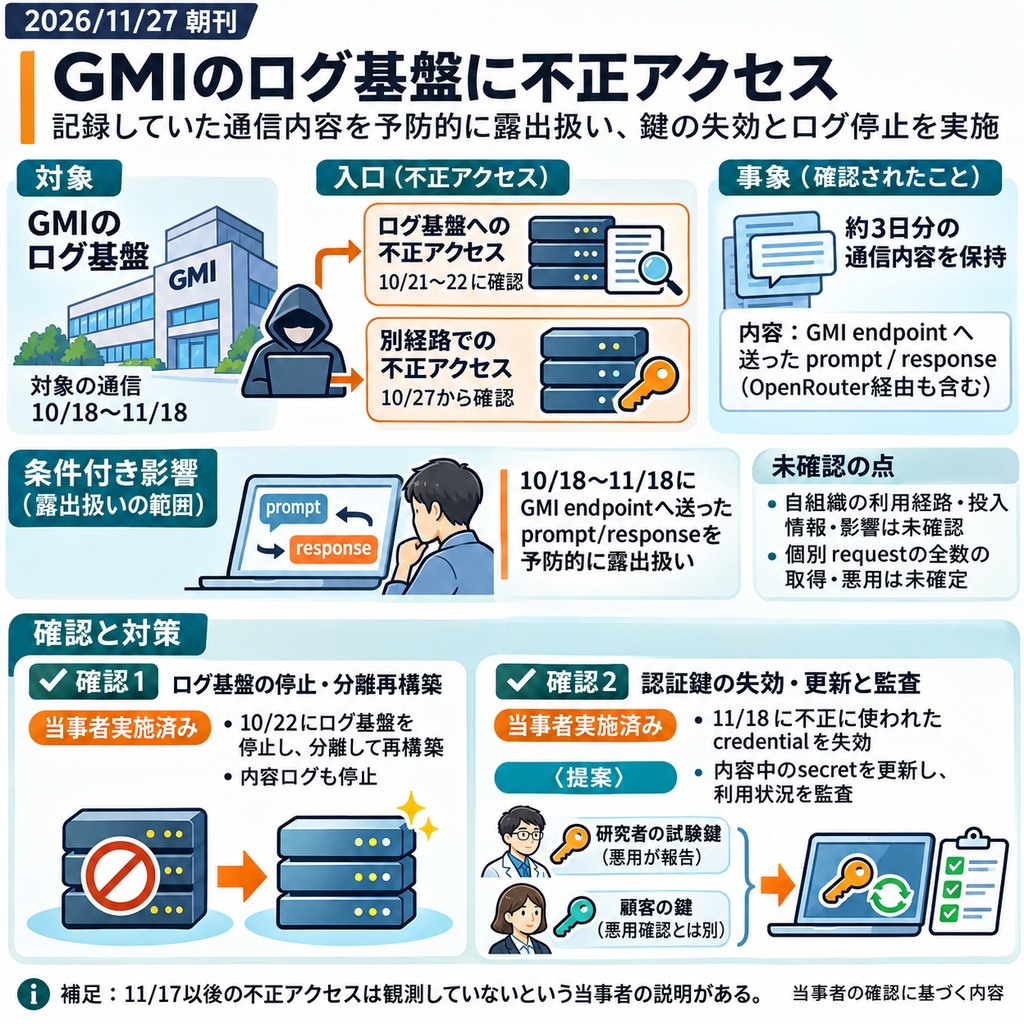 2026/11/27 朝刊
GMIのログ基盤に不正アクセス
記録していた通信内容を予防的に露出扱い、鍵の失効とログ停止を実施
対象
GMIの
ログ基盤
GMI
対象の通信
10/18～11/18
入口（不正アクセス）
ログ基盤への
不正アクセス
10/21～22に確認
別経路での
不正アクセス
10/27から確認
事象（確認されたこと）
約3日分の
通信内容を保持
内容：GMI endpoint へ
送った prompt / response
（OpenRouter経由も含む）
条件付き影響
（露出扱いの範囲）
prompt
response
10/18～11/18に
GMI endpointへ送った
prompt/responseを
予防的に露出扱い
未確認の点
• 自組織の利用経路・投入
情報・影響は未確認
• 個別 requestの全数の
取得・悪用は未確定
確認と対策
確認1 ログ基盤の停止・分離再構築
当事者実施済み
• 10/22にログ基盤を
停止し、分離して再構築
• 内容ログも停止
確認2 認証鍵の失効・更新と監査
当事者実施済み
• 11/18に不正に使われた
credentialを失効
〈提案〉
• 内容中のsecretを更新し、
利用状況を監査
研究者の試験鍵
（悪用が報告）
顧客の鍵
（悪用確認とは別）
i 補足：11/17以後の不正アクセスは観測していないという当事者の説明がある。 当事者の確認に基づく内容